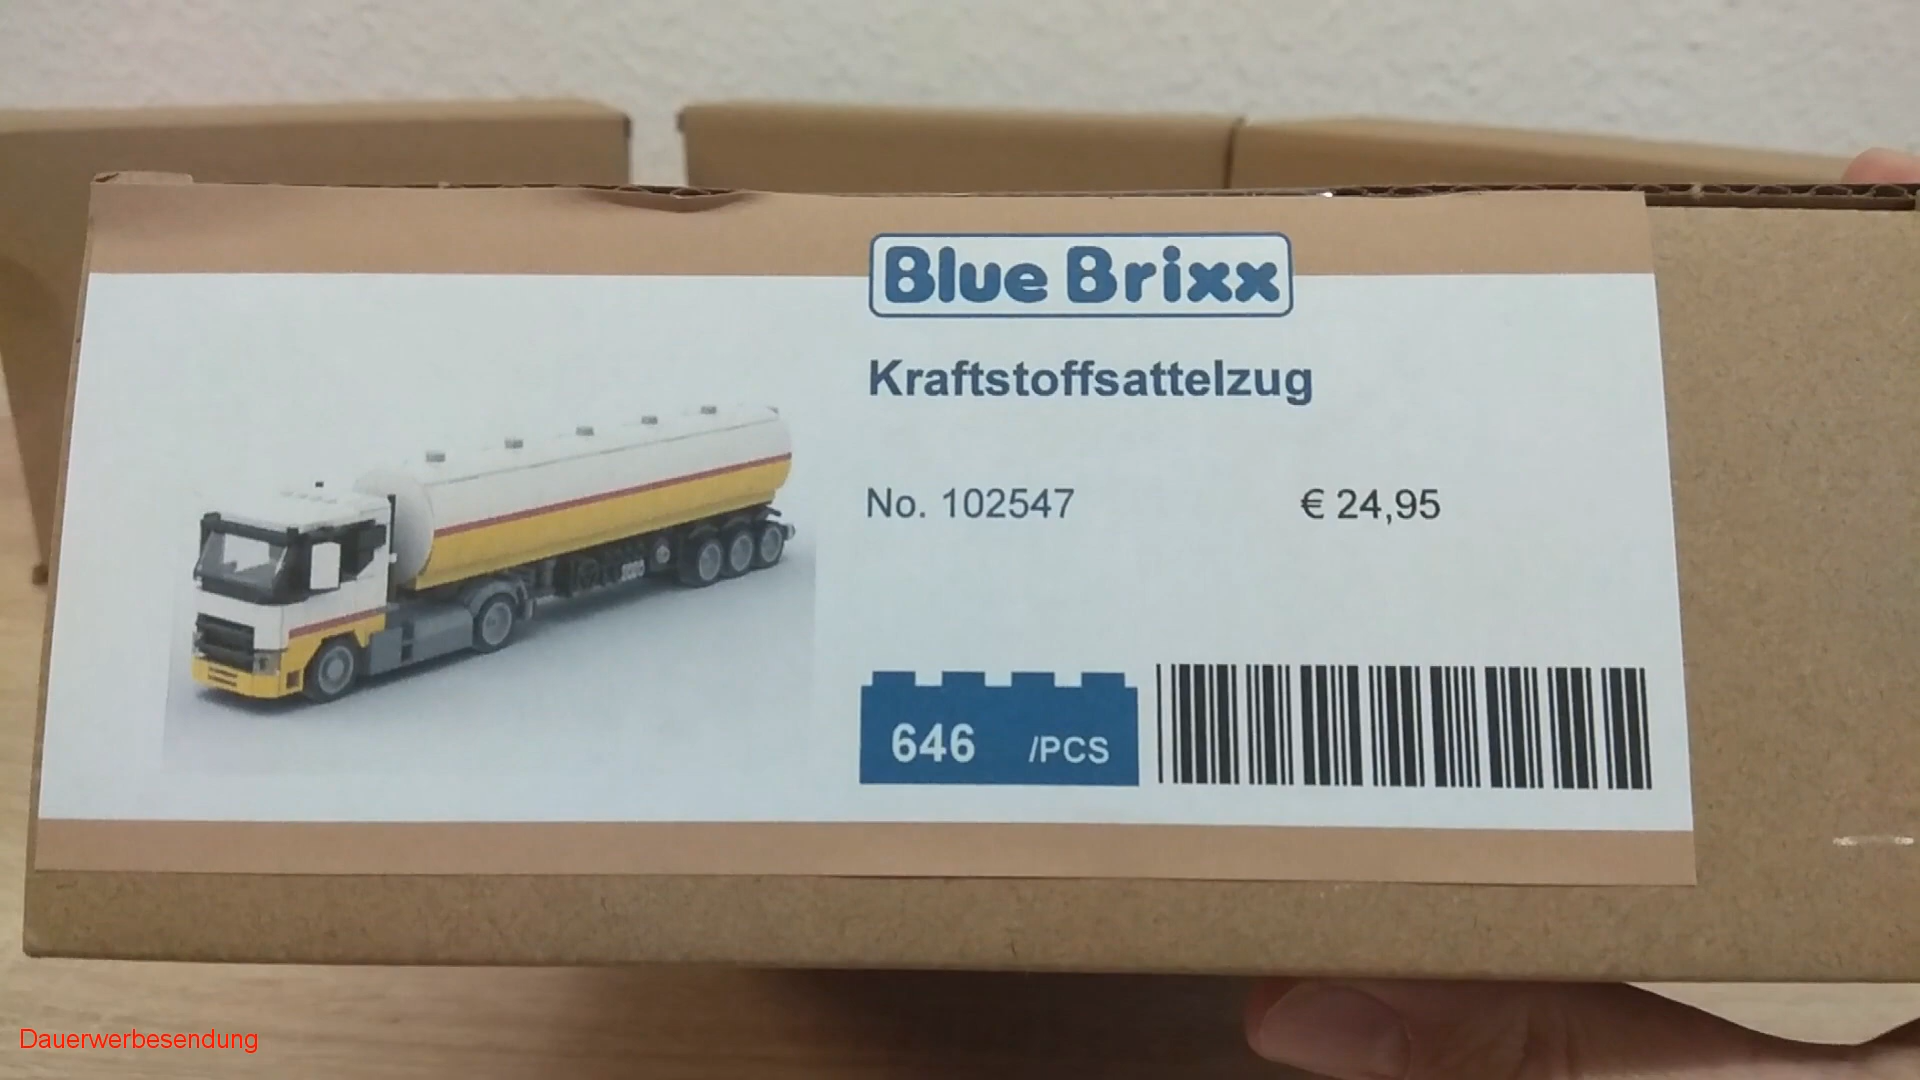 Blue Brixx
Kraftstoffsattelzug
No. 102547 € 24,95
646 /PCS
Dauerwerbesendung